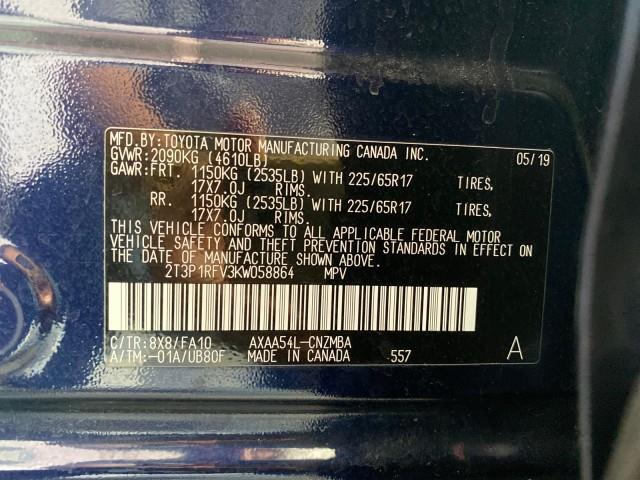 MFD.BY:TOYOTA MOTOR MANUFACTURING CANADA INC.
GVWR:2090KG (4610LB) 05/19
GAWR:FRT. 1150KG (2535LB) WITH 225/65R17 TIRES,
17X7.0J RIMS.
RR. 1150KG (2535LB) WITH 225/65R17 TIRES,
17X7.0J RIMS.
THIS VEHICLE CONFORMS TO ALL APPLICABLE FEDERAL MOTOR
VEHICLE SAFETY AND THEFT PREVENTION STANDARDS IN EFFECT ON
THE DATE OF MANUFACTURE SHOWN ABOVE.
2T3P1RFV3KW058864 MPV
C/TR:8X8/FA10 AXAA54L-CNZMBA
A/TM:-01A/UB80F MADE IN CANADA 557 A